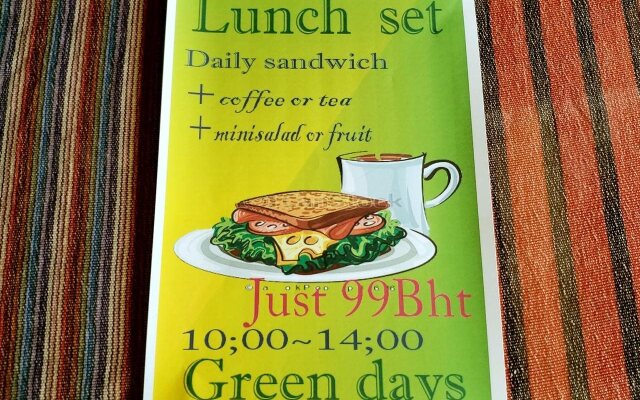 Lunch set
Daily sandwich
+ coffee or tea
+ minisalad or fruit
Just 99Bht
10;00~14;00
Green days